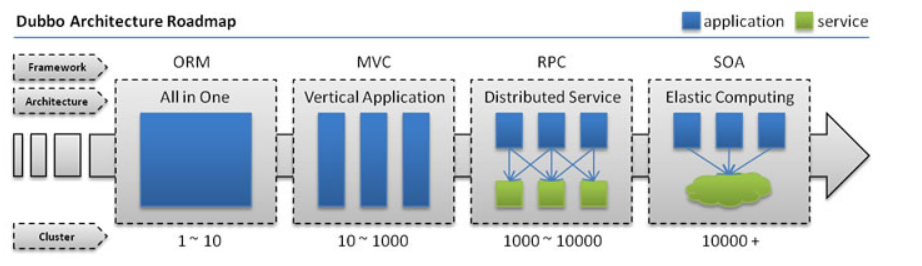 Dubbo Architecture Roadmap
application
service
Framework
ORM
MVC
RPC
SOA
Architecture
All in One
Vertical Application
Distributed Service
Elastic Computing
Cluster
1 ~ 10
10 ~ 1000
1000 ~ 10000
10000 +